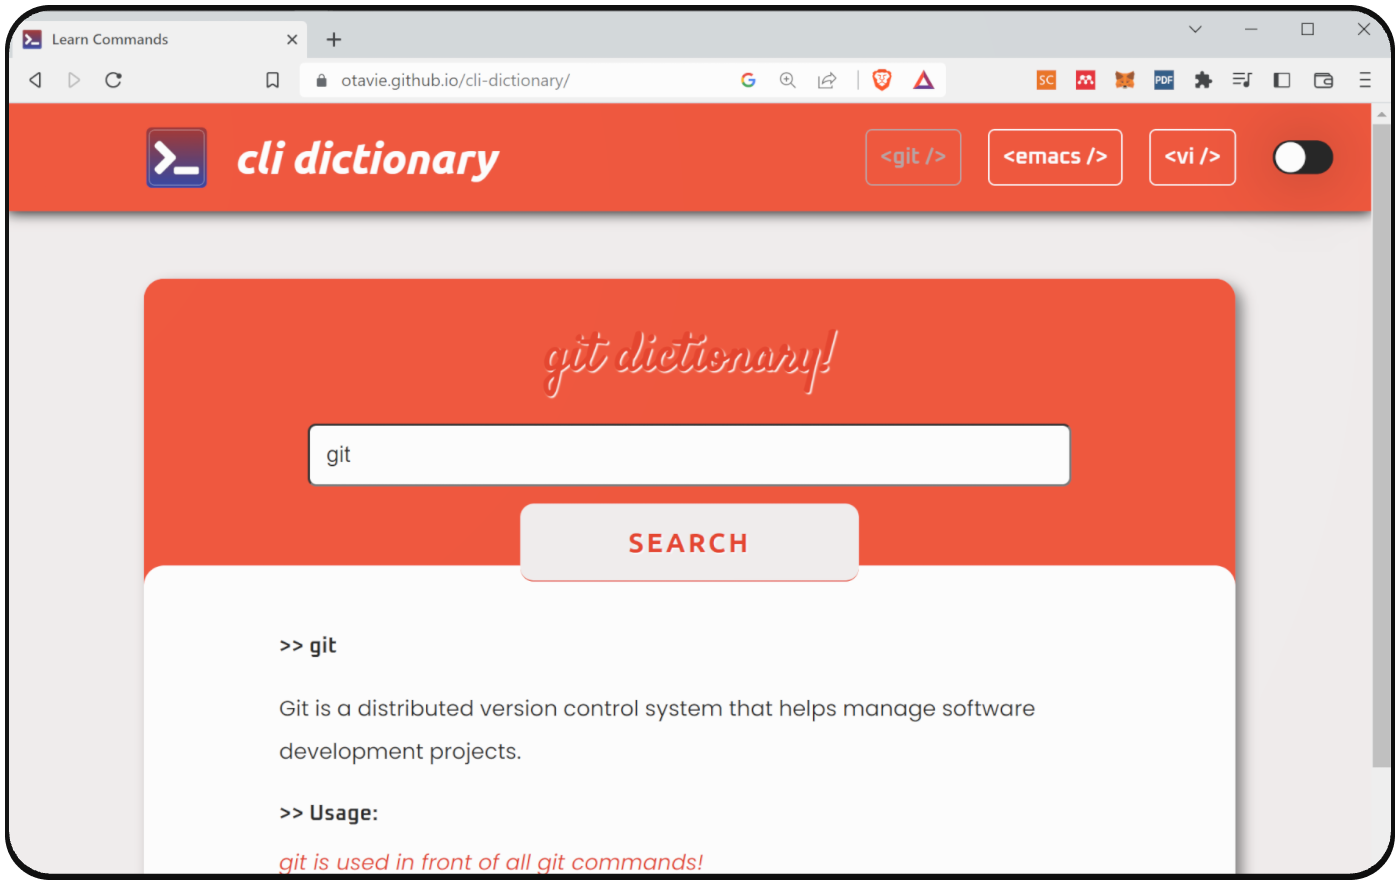 Learn Commands
otavie.github.io/cli-dictionary/
SC
PDF
cli dictionary
<git />
<emacs />
<vi />
git dictionary!
git
SEARCH
>> git
Git is a distributed version control system that helps manage software
development projects.
>> Usage:
git is used in front of all git commands!